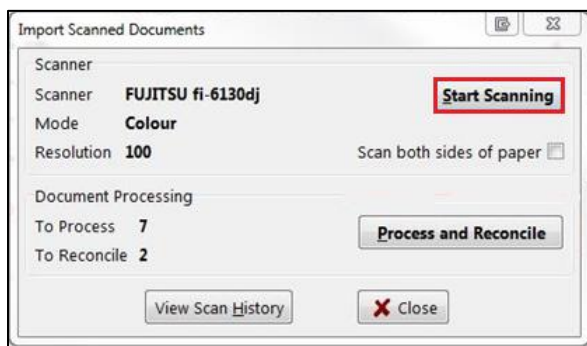 Import Scanned Documents
Scanner
Scanner FUJITSU fi-6130dj
Start Scanning
Mode Colour
Resolution 100
Scan both sides of paper
Document Processing
To Process 7
Process and Reconcile
To Reconcile 2
View Scan History
Close